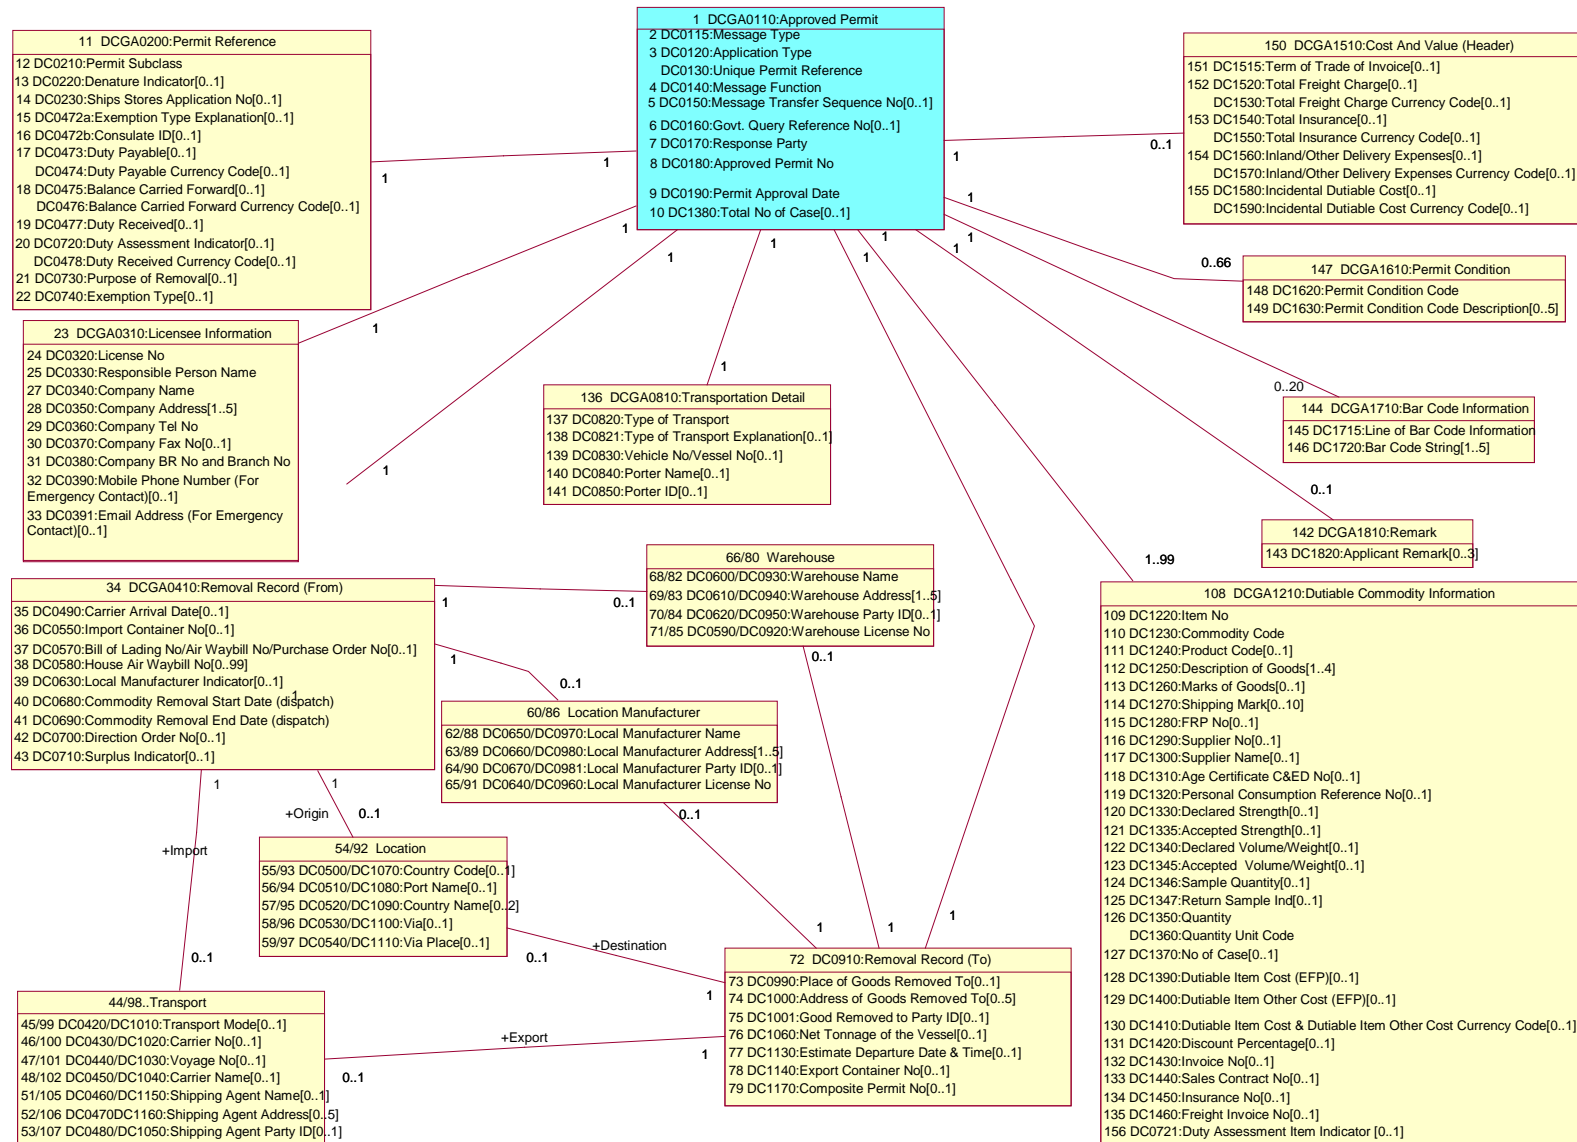 1 DCGA0110:Approved Permit
2 DC0115:Message Type
3 DC0120:Application Type
DC0130:Unique Permit Reference
4 DC0140:Message Function
5 DC0150:Message Transfer Sequence No[0..1]
6 DC0160:Govt. Query Reference No[0..1]
7 DC0170:Response Party
8 DC0180:Approved Permit No
9 DC0190:Permit Approval Date
10 DC1380:Total No of Case[0..1]
11 DCGA0200:Permit Reference
12 DC0210:Permit Subclass
13 DC0220:Denature Indicator[0..1]
14 DC0230:Ships Stores Application No[0..1]
15 DC0472a:Exemption Type Explanation[0..1]
16 DC0472b:Consulate ID[0..1]
17 DC0473:Duty Payable[0..1]
DC0474:Duty Payable Currency Code[0..1]
18 DC0475:Balance Carried Forward[0..1]
DC0476:Balance Carried Forward Currency Code[0..1]
19 DC0477:Duty Received[0..1]
20 DC0720:Duty Assessment Indicator[0..1]
DC0478:Duty Received Currency Code[0..1]
21 DC0730:Purpose of Removal[0..1]
22 DC0740:Exemption Type[0..1]
150 DCGA1510:Cost And Value (Header)
151 DC1515:Term of Trade of Invoice[0..1]
152 DC1520:Total Freight Charge[0..1]
DC1530:Total Freight Charge Currency Code[0..1]
153 DC1540:Total Insurance[0..1]
DC1550:Total Insurance Currency Code[0..1]
154 DC1560:Inland/Other Delivery Expenses[0..1]
DC1570:Inland/Other Delivery Expenses Currency Code[0..1]
155 DC1580:Incidental Dutiable Cost[0..1]
DC1590:Incidental Dutiable Cost Currency Code[0..1]
1
1
1
0..1
1
1
1
1
1
1
1
1
1
0..66
147 DCGA1610:Permit Condition
148 DC1620:Permit Condition Code
149 DC1630:Permit Condition Code Description[0..5]
23 DCGA0310:Licensee Information
24 DC0320:License No
25 DC0330:Responsible Person Name
27 DC0340:Company Name
28 DC0350:Company Address[1..5]
29 DC0360:Company Tel No
30 DC0370:Company Fax No[0..1]
31 DC0380:Company BR No and Branch No
32 DC0390:Mobile Phone Number (For
Emergency Contact)[0..1]
33 DC0391:Email Address (For Emergency
Contact)[0..1]
1
1
1
136 DCGA0810:Transportation Detail
137 DC0820:Type of Transport
138 DC0821:Type of Transport Explanation[0..1]
139 DC0830:Vehicle No/Vessel No[0..1]
140 DC0840:Porter Name[0..1]
141 DC0850:Porter ID[0..1]
0..20
144 DCGA1710:Bar Code Information
145 DC1715:Line of Bar Code Information
146 DC1720:Bar Code String[1..5]
0..1
142 DCGA1810:Remark
143 DC1820:Applicant Remark[0..3]
1..99
34 DCGA0410:Removal Record (From)
35 DC0490:Carrier Arrival Date[0..1]
36 DC0550:Import Container No[0..1]
37 DC0570:Bill of Lading No/Air Waybill No/Purchase Order No[0..1]
38 DC0580:House Air Waybill No[0..99]
39 DC0630:Local Manufacturer Indicator[0..1]
1
40 DC0680:Commodity Removal Start Date (dispatch)
41 DC0690:Commodity Removal End Date (dispatch)
42 DC0700:Direction Order No[0..1]
43 DC0710:Surplus Indicator[0..1]
1
0..1
1
0..1
66/80 Warehouse
68/82 DC0600/DC0930:Warehouse Name
69/83 DC0610/DC0940:Warehouse Address[1..5]
70/84 DC0620/DC0950:Warehouse Party ID[0..1]
71/85 DC0590/DC0920:Warehouse License No
0..1
60/86 Location Manufacturer
62/88 DC0650/DC0970:Local Manufacturer Name
63/89 DC0660/DC0980:Local Manufacturer Address[1..5]
64/90 DC0670/DC0981:Local Manufacturer Party ID[0..1]
65/91 DC0640/DC0960:Local Manufacturer License No
0..1
108 DCGA1210:Dutiable Commodity Information
109 DC1220:Item No
110 DC1230:Commodity Code
111 DC1240:Product Code[0..1]
112 DC1250:Description of Goods[1..4]
113 DC1260:Marks of Goods[0..1]
114 DC1270:Shipping Mark[0..10]
115 DC1280:FRP No[0..1]
116 DC1290:Supplier No[0..1]
117 DC1300:Supplier Name[0..1]
118 DC1310:Age Certificate C&ED No[0..1]
119 DC1320:Personal Consumption Reference No[0..1]
120 DC1330:Declared Strength[0..1]
121 DC1335:Accepted Strength[0..1]
122 DC1340:Declared Volume/Weight[0..1]
123 DC1345:Accepted Volume/Weight[0..1]
124 DC1346:Sample Quantity[0..1]
125 DC1347:Return Sample Ind[0..1]
126 DC1350:Quantity
DC1360:Quantity Unit Code
127 DC1370:No of Case[0..1]
128 DC1390:Dutiable Item Cost (EFP)[0..1]
129 DC1400:Dutiable Item Other Cost (EFP)[0..1]
130 DC1410:Dutiable Item Cost & Dutiable Item Other Cost Currency Code[0..1]
131 DC1420:Discount Percentage[0..1]
132 DC1430:Invoice No[0..1]
133 DC1440:Sales Contract No[0..1]
134 DC1450:Insurance No[0..1]
135 DC1460:Freight Invoice No[0..1]
156 DC0721:Duty Assessment Item Indicator [0..1]
1
1
+Import
+Origin
0..1
54/92 Location
55/93 DC0500/DC1070:Country Code[0..1]
56/94 DC0510/DC1080:Port Name[0..1]
57/95 DC0520/DC1090:Country Name[0..2]
58/96 DC0530/DC1100:Via[0..1]
59/97 DC0540/DC1110:Via Place[0..1]
0..1
0..1
+Destination
1
1
1
1
72 DC0910:Removal Record (To)
73 DC0990:Place of Goods Removed To[0..1]
74 DC1000:Address of Goods Removed To[0..5]
75 DC1001:Good Removed to Party ID[0..1]
76 DC1060:Net Tonnage of the Vessel[0..1]
77 DC1130:Estimate Departure Date & Time[0..1]
78 DC1140:Export Container No[0..1]
79 DC1170:Composite Permit No[0..1]
44/98..Transport
45/99 DC0420/DC1010:Transport Mode[0..1]
46/100 DC0430/DC1020:Carrier No[0..1]
47/101 DC0440/DC1030:Voyage No[0..1]
48/102 DC0450/DC1040:Carrier Name[0..1]
51/105 DC0460/DC1150:Shipping Agent Name[0..1]
52/106 DC0470DC1160:Shipping Agent Address[0..5]
53/107 DC0480/DC1050:Shipping Agent Party ID[0..1]
+Export
1
0..1